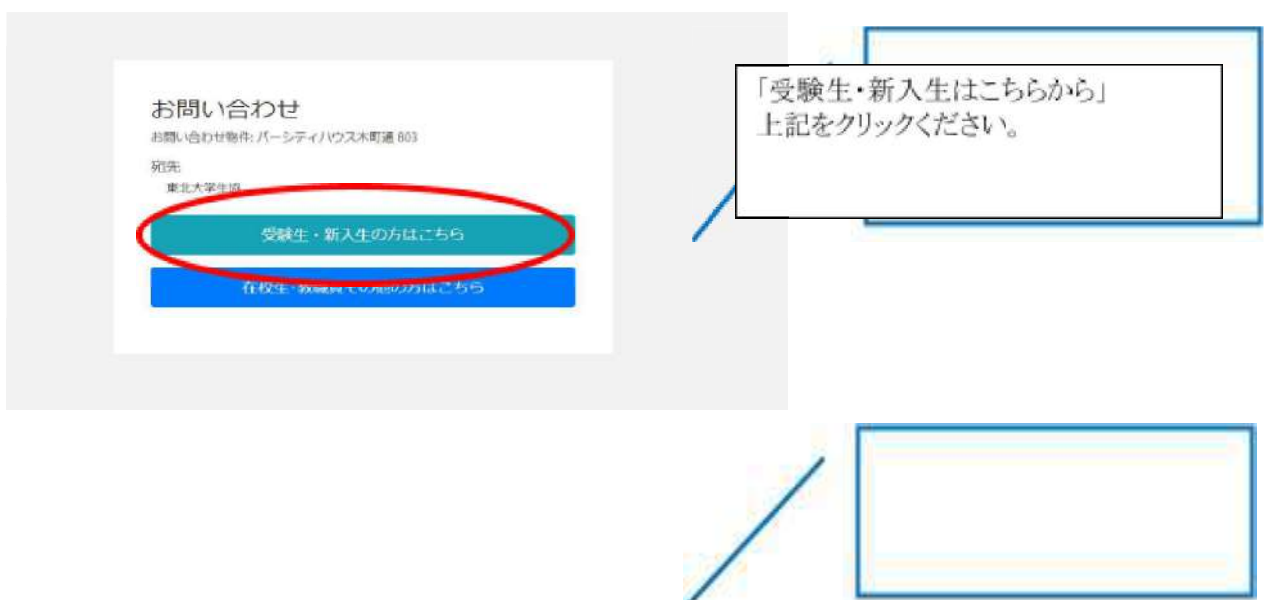 お問い合わせ
お問い合わせ物件: パーシティハウス木町通 803
宛先
東北大学生協
受験生・新入生の方はこちら
在校生・教職員その他の方はこちら
「受験生・新入生はこちらから」
上記をクリックください。